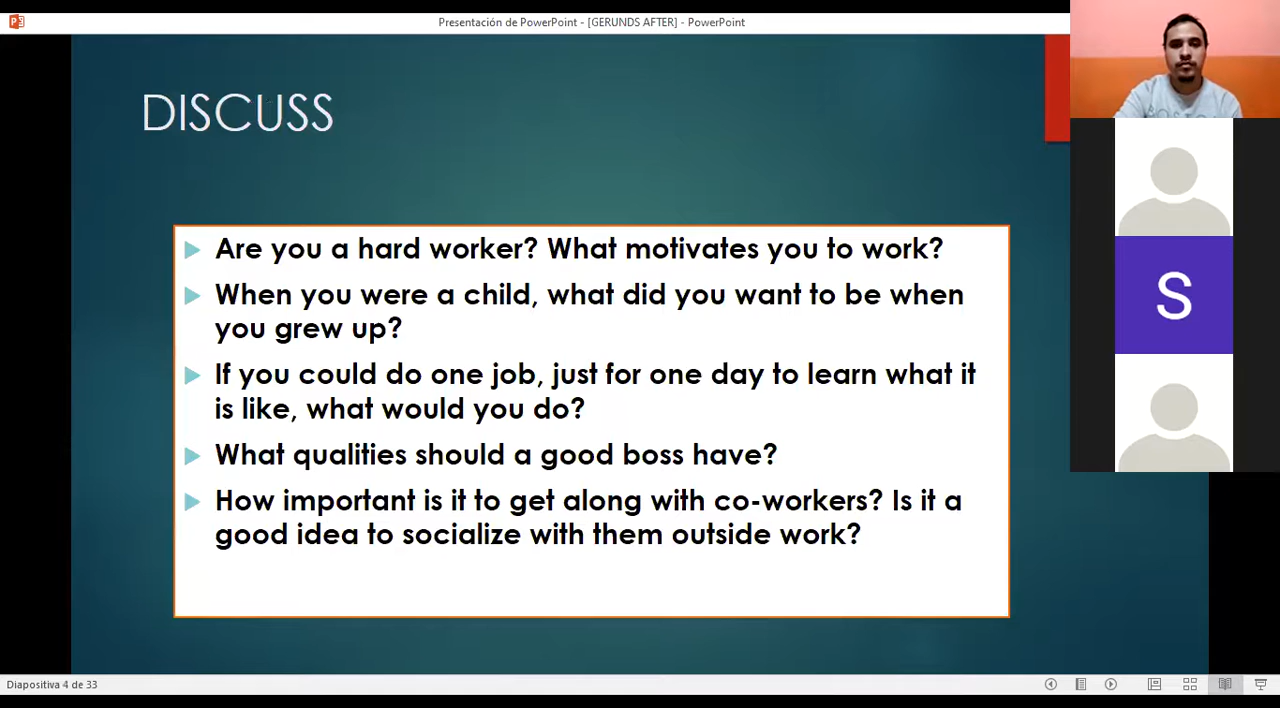 Presentación de PowerPoint - [GERUNDS AFTER] - PowerPoint
DISCUSS
Are you a hard worker? What motivates you to work?
When you were a child, what did you want to be when
you grew up?
If you could do one job, just for one day to learn what it
is like, what would you do?
What qualities should a good boss have?
How important is it to get along with co-workers? Is it a
good idea to socialize with them outside work?
S
Diapositiva 4 de 33